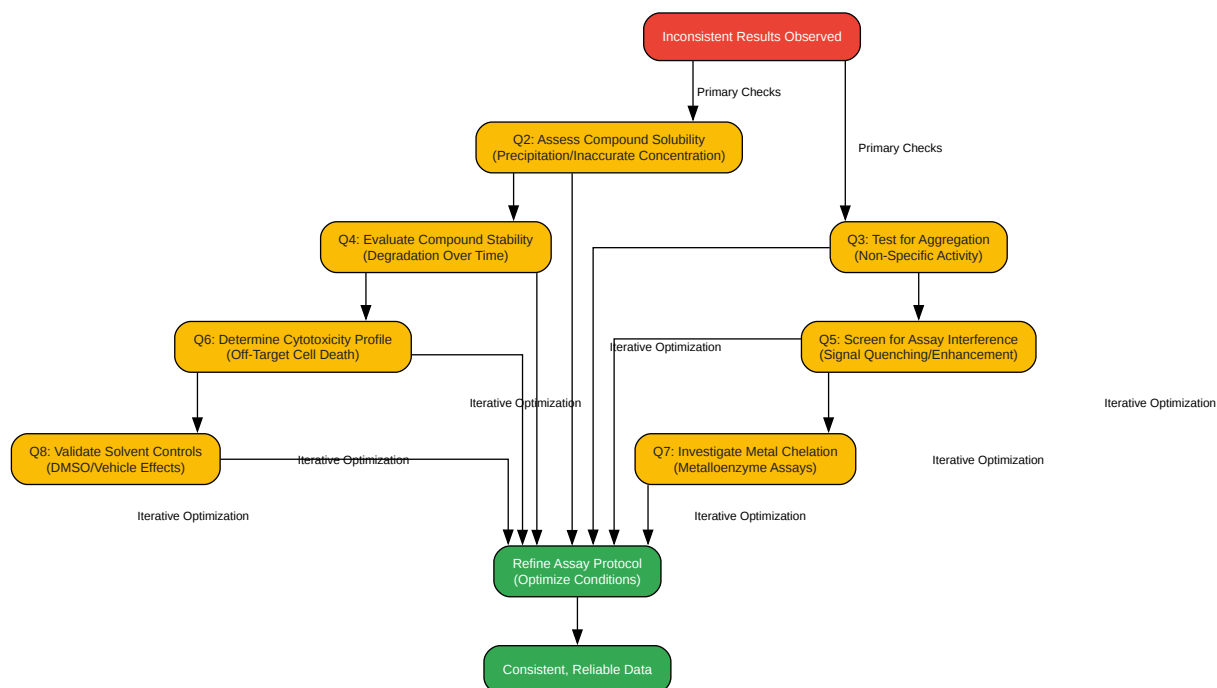 Inconsistent Results Observed
Primary Checks
Q2: Assess Compound Solubility
(Precipitation/Inaccurate Concentration)
Primary Checks
Q4: Evaluate Compound Stability
(Degradation Over Time)
Q3: Test for Aggregation
(Non-Specific Activity)
Q6: Determine Cytotoxicity Profile
(Off-Target Cell Death)
Iterative Optimization
Q5: Screen for Assay Interference
(Signal Quenching/Enhancement)
Iterative Optimization
Iterative Optimization
Q8: Validate Solvent Controls
(DMSO/Vehicle Effects)
Iterative Optimization
Q7: Investigate Metal Chelation
(Metalloenzyme Assays)
Iterative Optimization
Iterative Optimization
Iterative Optimization
Refine Assay Protocol
(Optimize Conditions)
Consistent, Reliable Data